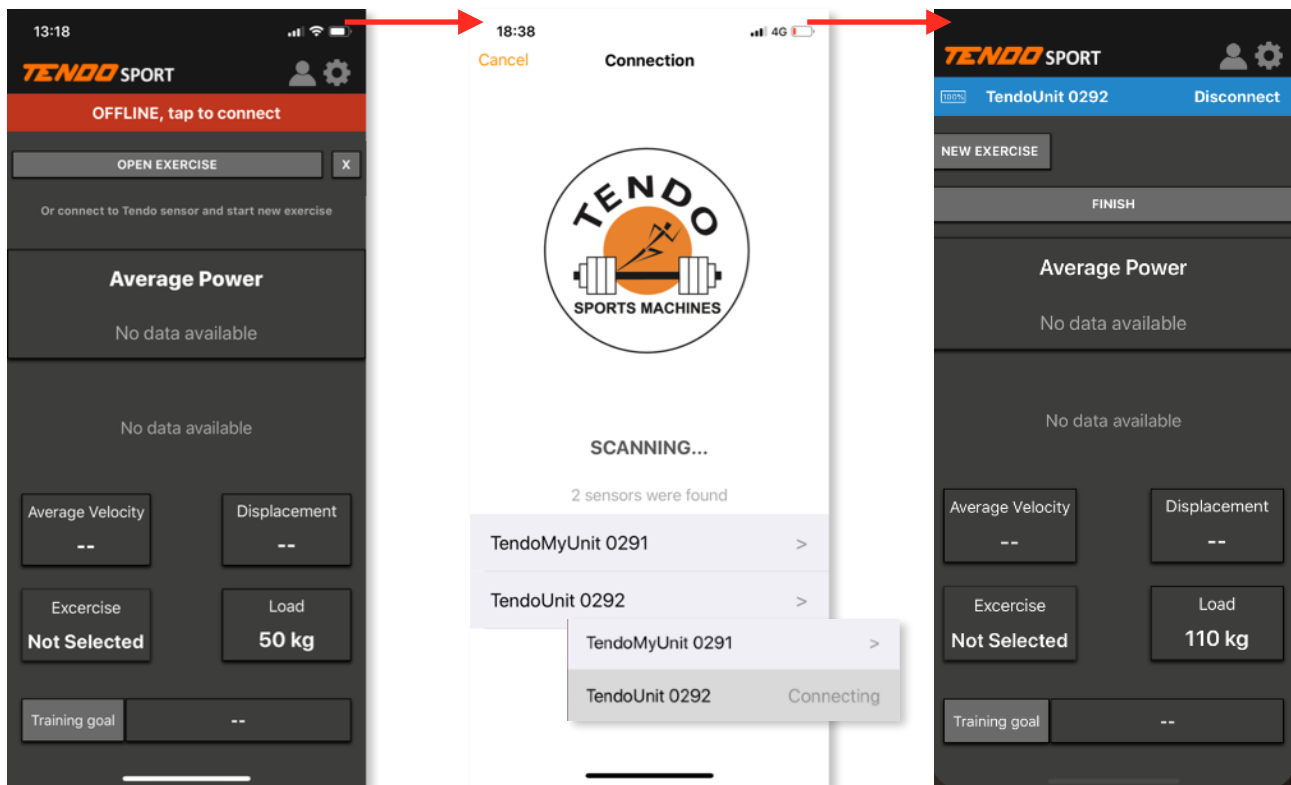 13:18
TENDO SPORT
OFFLINE, tap to connect
OPEN EXERCISE X
Or connect to Tendo sensor and start new exercise
Average Power
No data available
No data available
Average Velocity
--
Displacement
--
Excercise
Not Selected
Load
50 kg
Training goal --
18:38 4G
Cancel Connection
TENDO
SPORTS MACHINES
SCANNING...
2 sensors were found
TendoMyUnit 0291 >
TendoUnit 0292 >
TendoMyUnit 0291 >
TendoUnit 0292 Connecting
TENDO SPORT
100% TendoUnit 0292 Disconnect
NEW EXERCISE
FINISH
Average Power
No data available
No data available
Average Velocity
--
Displacement
--
Excercise
Not Selected
Load
110 kg
Training goal --